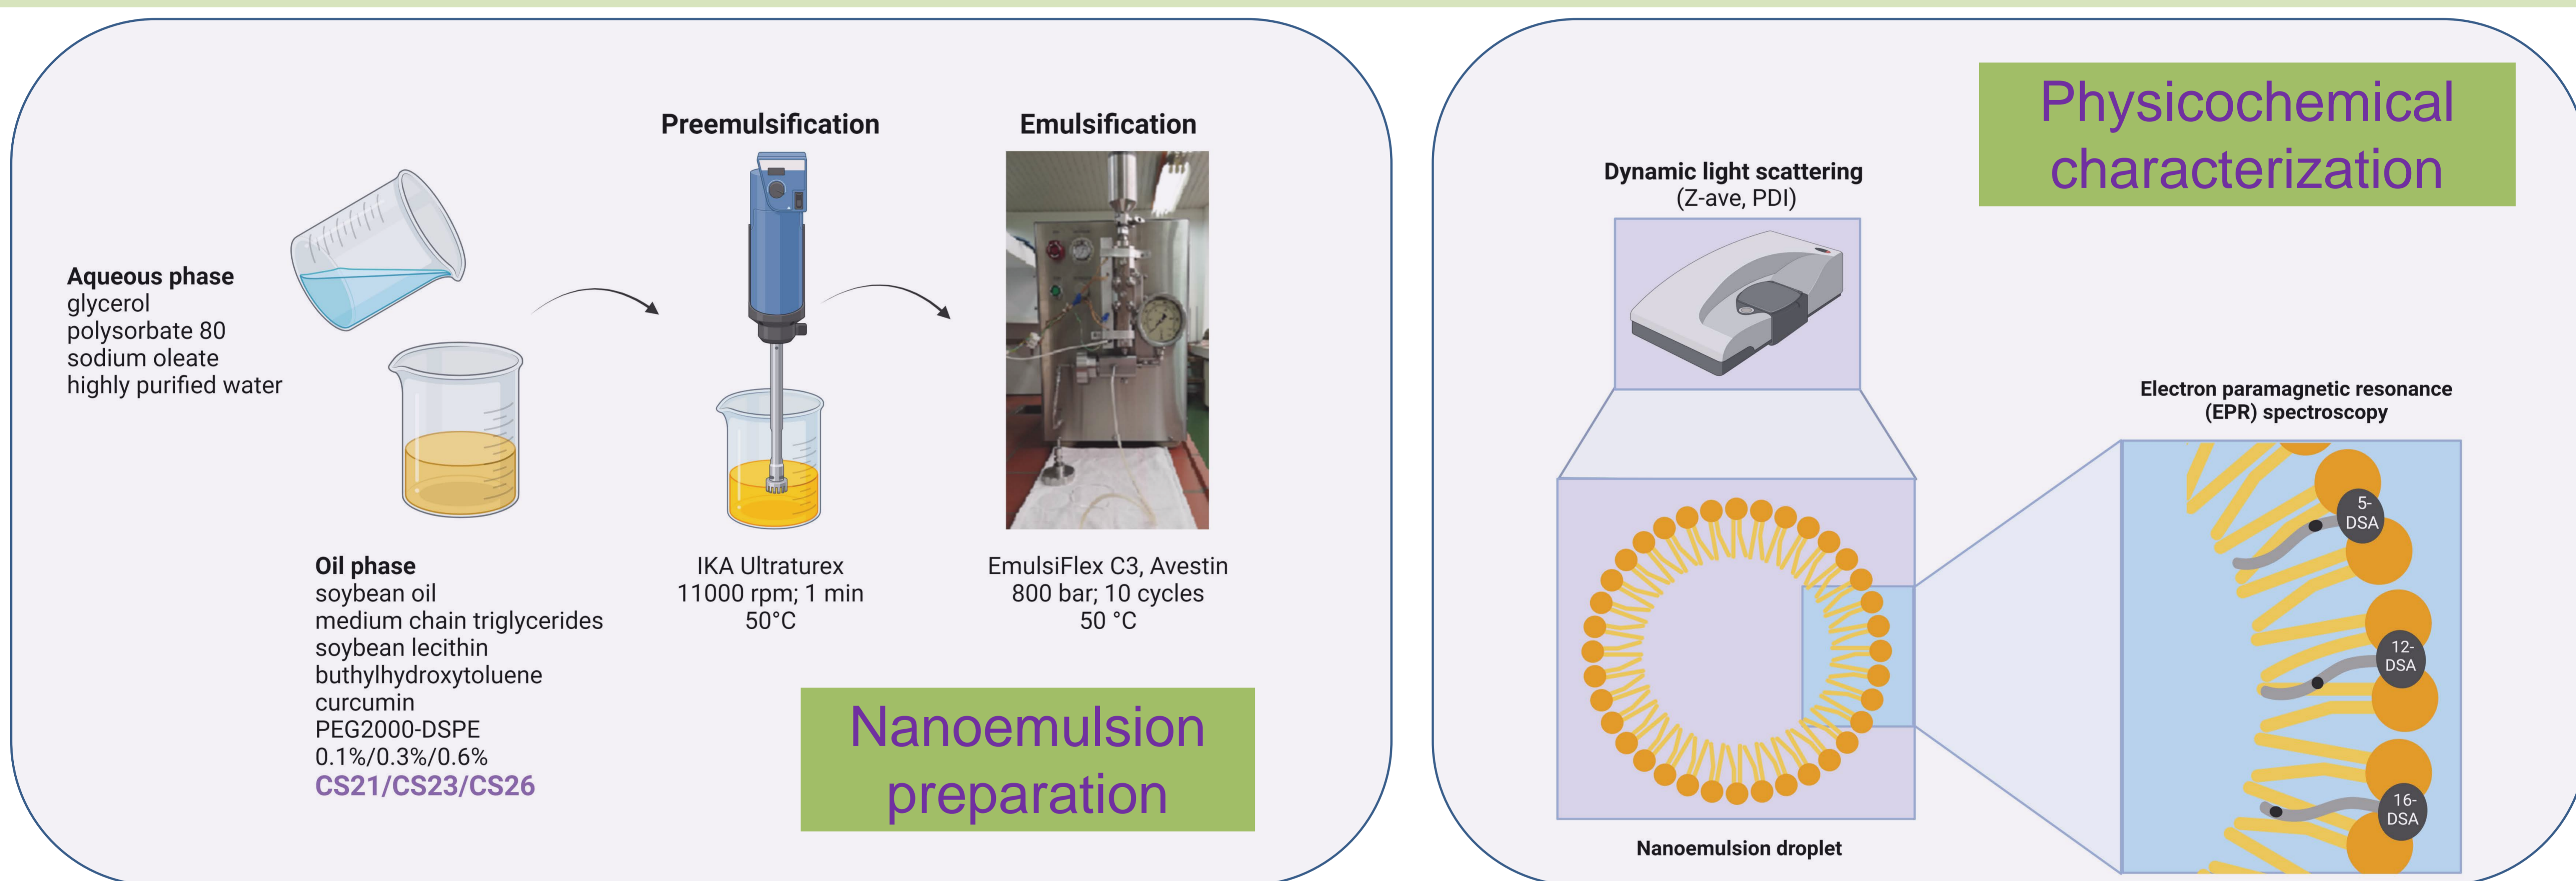 Preemulsification
Emulsification
Aqueous phase
glycerol
polysorbate 80
sodium oleate
highly purified water
Oil phase
soybean oil
medium chain triglycerides
soybean lecithin
buthylhydroxytoluene
curcumin
PEG2000-DSPE
0.1%/0.3%/0.6%
CS21/CS23/CS26
IKA Ultraturex
11000 rpm; 1 min
50°C
EmulsiFlex C3, Avestin
800 bar; 10 cycles
50 °C
Nanoemulsion
preparation
Physicochemical
characterization
Dynamic light scattering
(Z-ave, PDI)
Electron paramagnetic resonance
(EPR) spectroscopy
5-
DSA
12-
DSA
16-
DSA
Nanoemulsion droplet